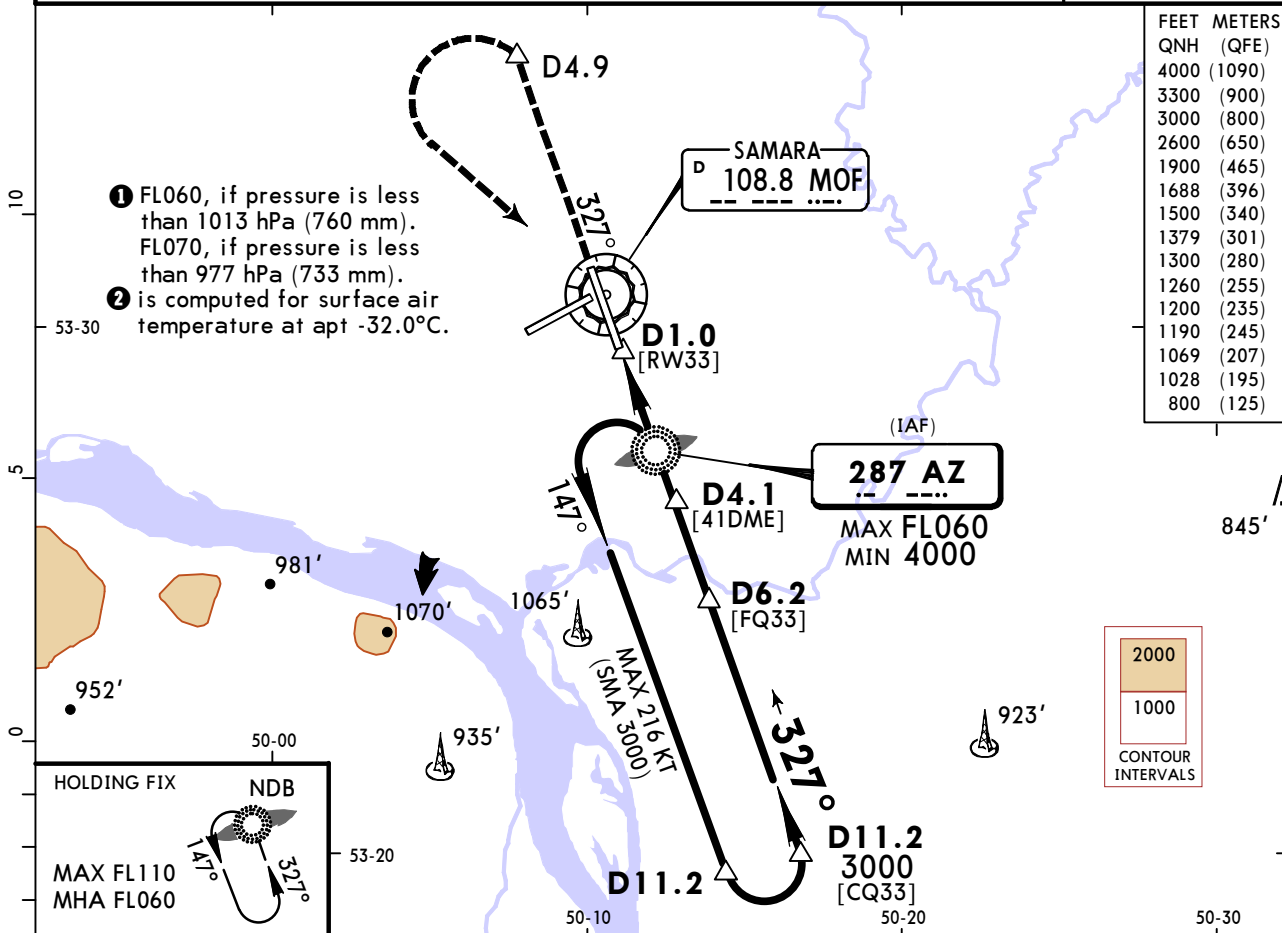 FEET METERS
QNH (QFE)
4000 (1090)
3300 (900)
3000 (800)
2600 (650)
1900 (465)
1688 (396)
1500 (340)
1379 (301)
1300 (280)
1260 (255)
1200 (235)
1190 (245)
1069 (207)
1028 (195)
800 (125)
D4.9
SAMARA
D 108.8 MOF
327°
10
❶ FL060, if pressure is less
than 1013 hPa (760 mm).
FL070, if pressure is less
than 977 hPa (733 mm).
❷ is computed for surface air
temperature at apt -32.0°C.
53-30
D1.0
[RW33]
(IAF)
287 AZ
MAX FL060
MIN 4000
5
147°
D4.1
[41DME]
845'
981'
1070'
1065'
D6.2
[FQ33]
952'
935'
MAX 216 KT
(SMA 3000)
327°
923'
2000
1000
CONTOUR
INTERVALS
0
50-00
HOLDING FIX
NDB
147°
327°
MAX FL110
MHA FL060
53-20
D11.2
D11.2
3000
[CQ33]
50-10
50-20
50-30